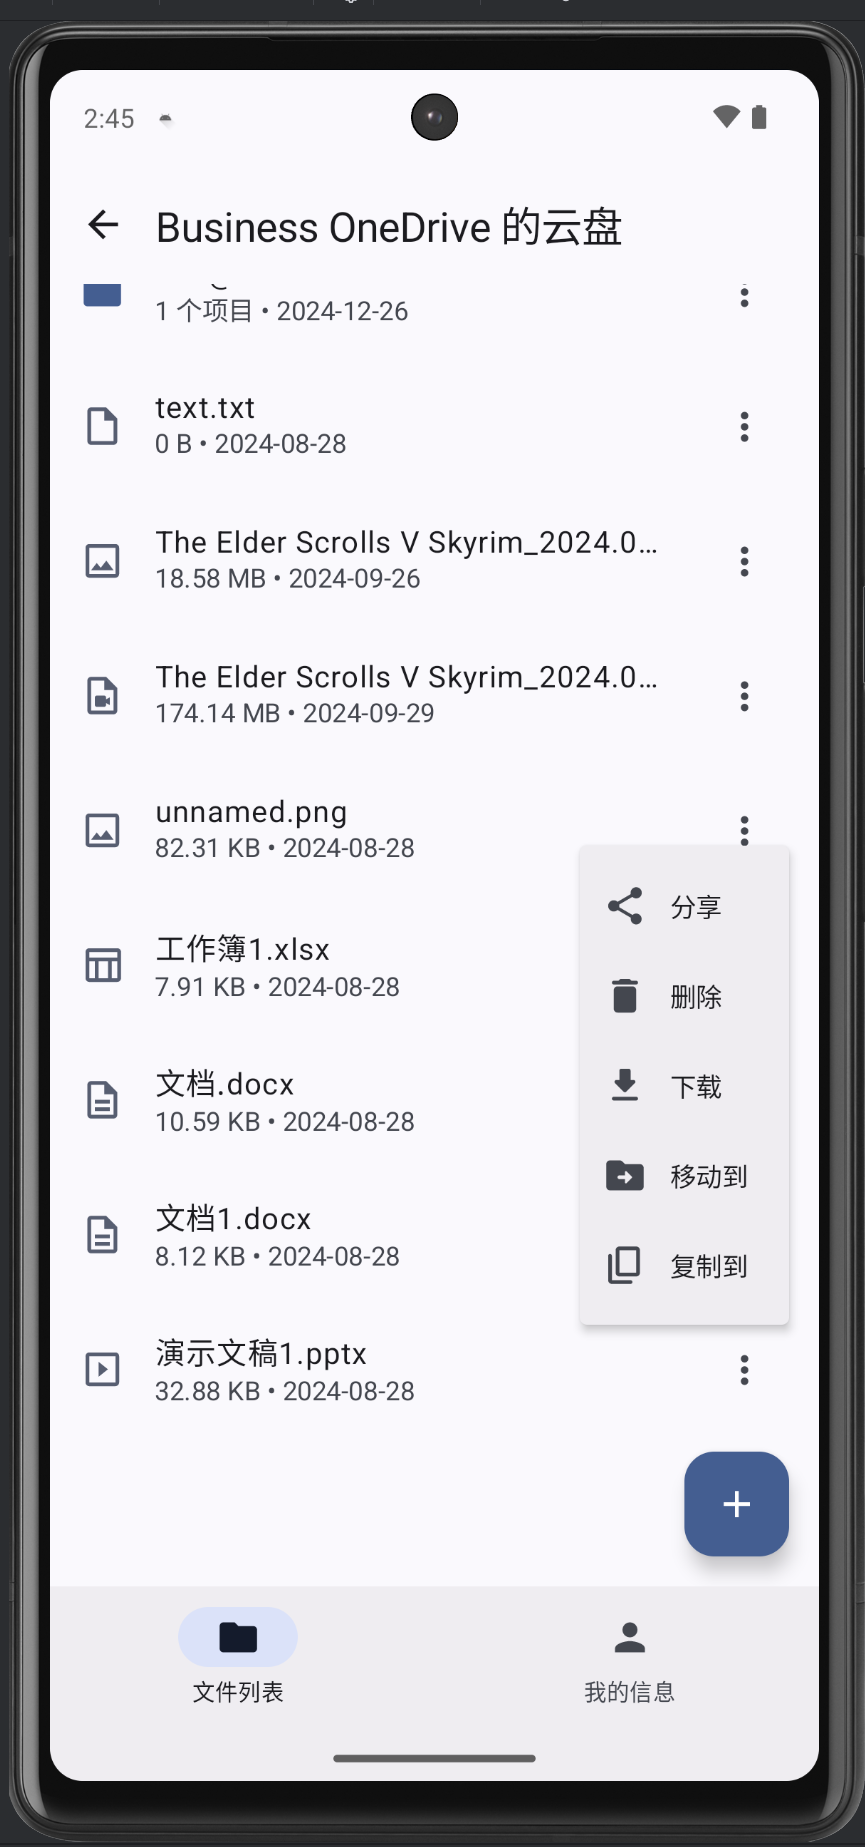 2:45
Business OneDrive 的云盘
1 个项目 • 2024-12-26
text.txt
0 B • 2024-08-28
The Elder Scrolls V Skyrim_2024.0…
18.58 MB • 2024-09-26
The Elder Scrolls V Skyrim_2024.0…
174.14 MB • 2024-09-29
unnamed.png
82.31 KB • 2024-08-28
分享
工作簿1.xlsx
7.91 KB • 2024-08-28
删除
文档.docx
10.59 KB • 2024-08-28
下载
移动到
文档1.docx
8.12 KB • 2024-08-28
复制到
演示文稿1.pptx
32.88 KB • 2024-08-28
文件列表
我的信息